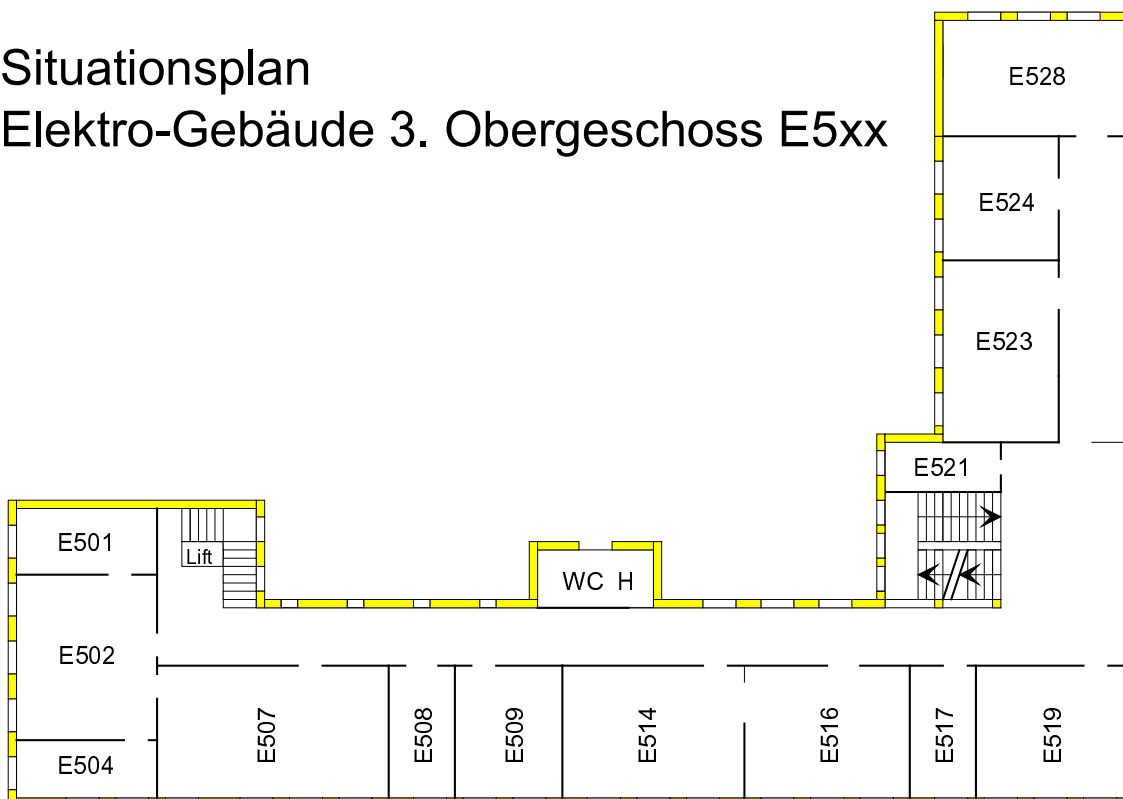 Situationsplan
Elektro-Gebäude 3. Obergeschoss E5xx
E528
E524
E523
E521
E501
Lift
WC H
E502
E504
E507
E508
E509
E514
E516
E517
E519